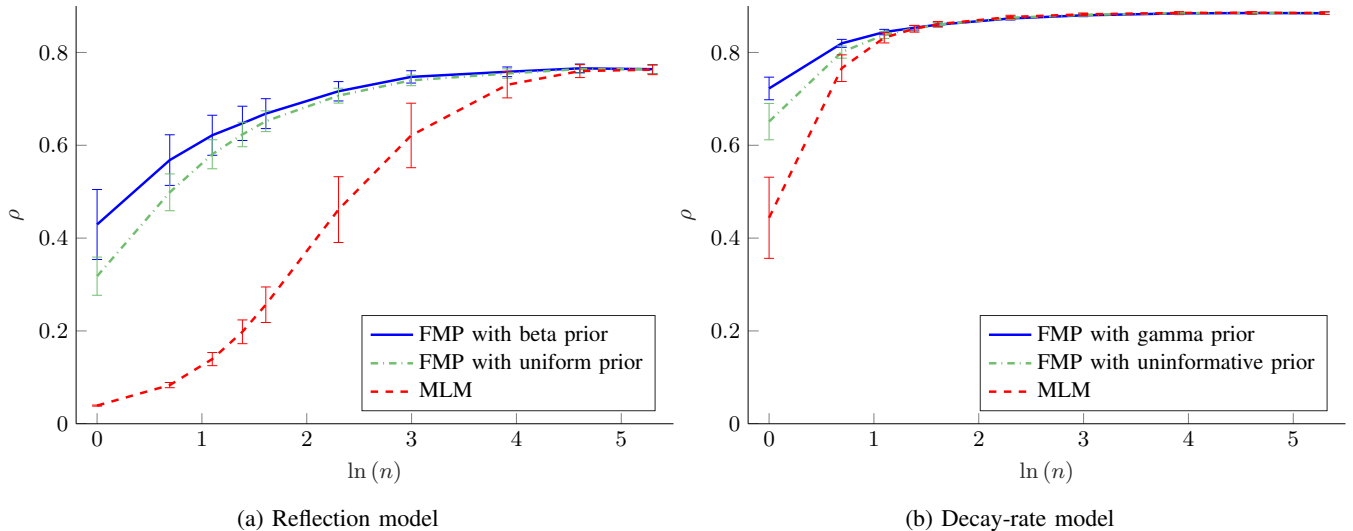 0.8
0.6
0.4
0.2
0
ρ
0 1 2 3 4 5
ln (n)
FMP with beta prior
FMP with uniform prior
MLM
(a) Reflection model
0.8
0.6
0.4
0.2
0
ρ
0 1 2 3 4 5
ln (n)
FMP with gamma prior
FMP with uninformative prior
MLM
(b) Decay-rate model